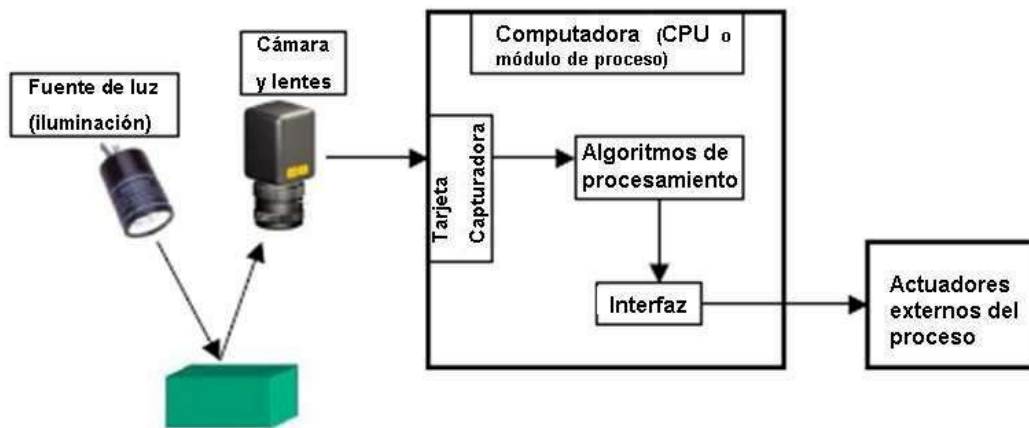 Fuente de luz
(iluminación)
Cámara
y lentes
Computadora (CPU o
módulo de proceso)
Tarjeta
Capturadora
Algoritmos de
procesamiento
Interfaz
Actuadores
externos del
proceso